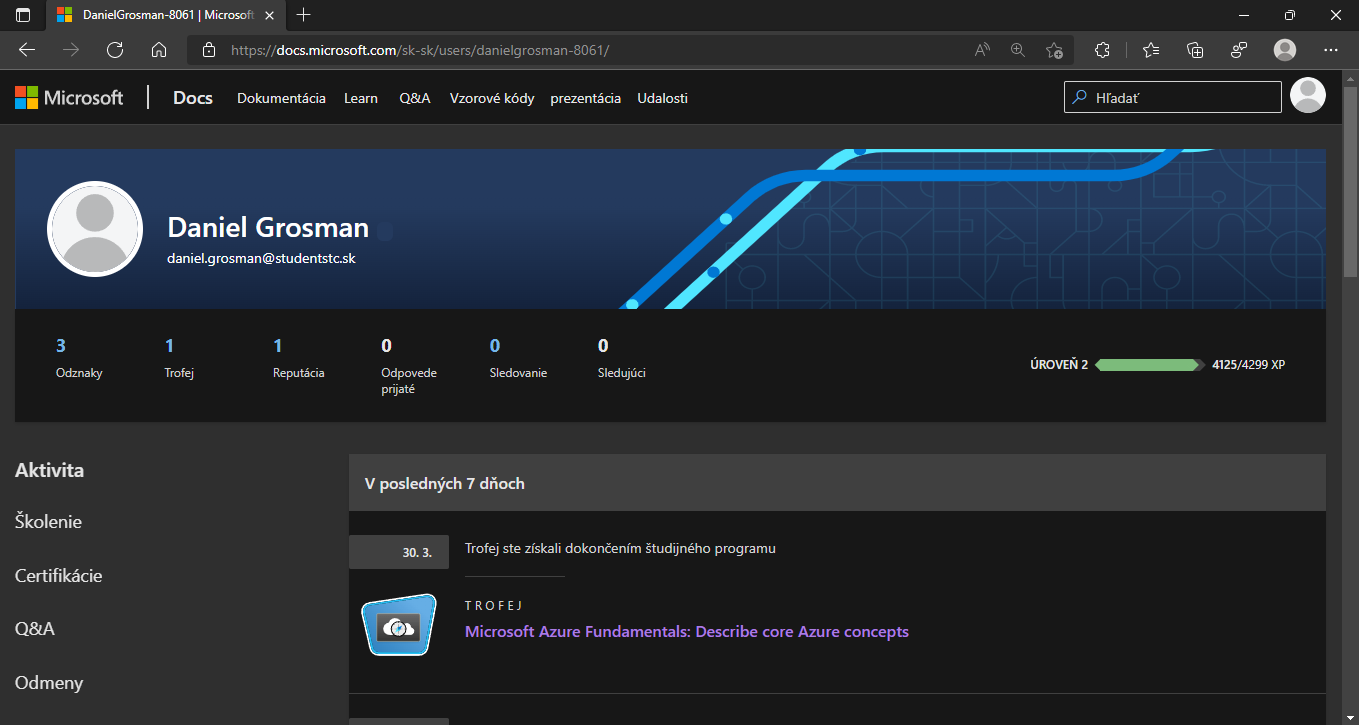 DanielGrosman-8061 | Microsoft
https://docs.microsoft.com/sk-sk/users/danielgrosman-8061/
Microsoft
Docs
Dokumentácia
Learn
Q&A
Vzorové kódy
prezentácia
Udalosti
Hľadať
Daniel Grosman
daniel.grosman@studentstc.sk
3
Odznaky
1
Trofej
1
Reputácia
0
Odpovede
prijaté
0
Sledovanie
0
Sledujúci
ÚROVEŇ 2
4125/4299 XP
Aktivita
Školenie
Certifikácie
Q&A
Odmeny
V posledných 7 dňoch
30. 3.
Trofej ste získali dokončením študijného programu
TROFEJ
Microsoft Azure Fundamentals: Describe core Azure concepts